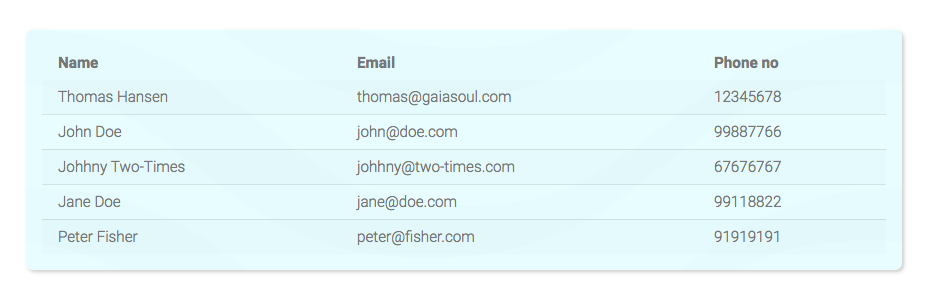 Name Email Phone no
Thomas Hansen thomas@gaiasoul.com 12345678
John Doe john@doe.com 99887766
Johhny Two-Times johhny@two-times.com 67676767
Jane Doe jane@doe.com 99118822
Peter Fisher peter@fisher.com 91919191